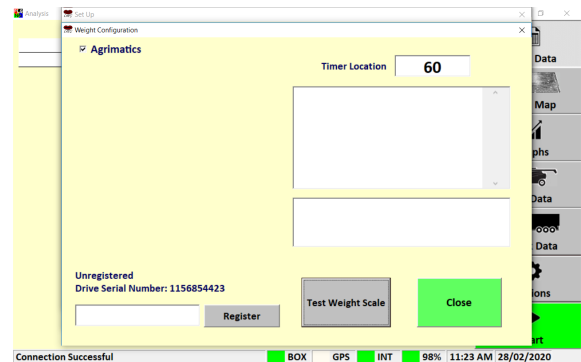 Analysis
Set Up
Weight Configuration
Agrimatics
Timer Location 60
Data
Map
phs
Data
Data
ions
art
Unregistered
Drive Serial Number: 1156854423
Register
Test Weight Scale
Close
Connection Successful BOX GPS INT 98% 11:23 AM 28/02/2020